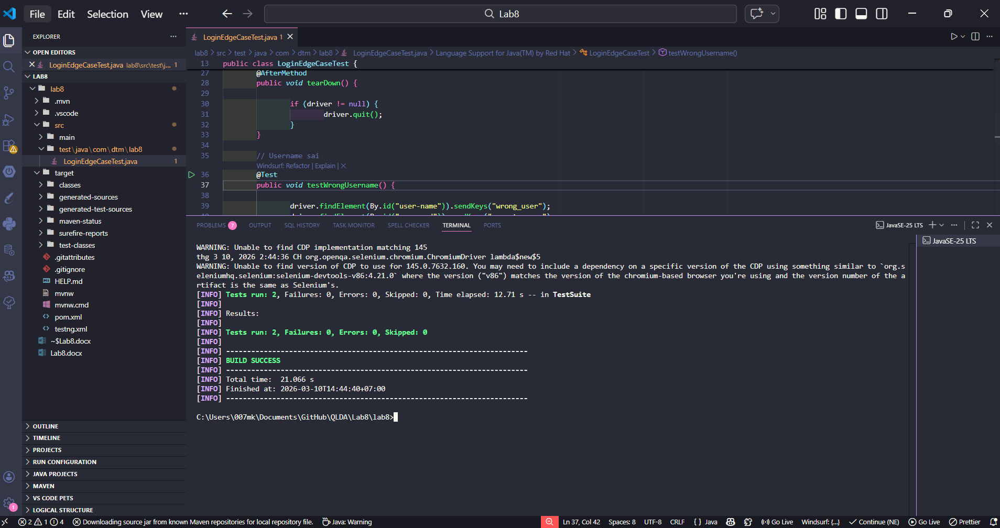 File Edit Selection View ··· Lab8
EXPLORER
OPEN EDITORS
LoginEdgeCaseTest.java lab8\src\test\j... 1
LAB8
lab8
.mvn
.vscode
src
main
test\java\com\dtm\lab8
LoginEdgeCaseTest.java 1
target
classes
generated-sources
generated-test-sources
maven-status
surefire-reports
test-classes
.gitattributes
.gitignore
HELP.md
mvnw
mvnw.cmd
pom.xml
testng.xml
~$Lab8.docx
Lab8.docx
OUTLINE
TIMELINE
PROJECTS
RUN CONFIGURATION
JAVA PROJECTS
MAVEN
VS CODE PETS
LOGICAL STRUCTURE
LoginEdgeCaseTest.java 1
lab8 > src > test > java > com > dtm > lab8 > LoginEdgeCaseTest.java > Language Support for Java(TM) by Red Hat > LoginEdgeCaseTest > testWrongUsername()
13 public class LoginEdgeCaseTest {
27 @AfterMethod
28 public void tearDown() {
29
30 if (driver != null) {
31 driver.quit();
32 }
33 }
34
35 // Username sai
Windsurf: Refactor | Explain | X
36 @Test
37 public void testWrongUsername() {
38
39 driver.findElement(By.id("user-name")).sendKeys("wrong_user");
PROBLEMS 7 OUTPUT SQL HISTORY TASK MONITOR SPELL CHECKER TERMINAL PORTS JavaSE-25 LTS
JavaSE-25 LTS
WARNING: Unable to find CDP implementation matching 145
thg 3 10, 2026 2:44:36 CH org.openqa.selenium.chromium.ChromiumDriver lambda$new$5
WARNING: Unable to find version of CDP to use for 145.0.7632.160. You may need to include a dependency on a specific version of the CDP using something similar to `org.s
eleniumhq.selenium:selenium-devtools-v86:4.21.0` where the version ("v86") matches the version of the chromium-based browser you're using and the version number of the a
rtifact is the same as Selenium's.
[INFO] Tests run: 2, Failures: 0, Errors: 0, Skipped: 0, Time elapsed: 12.71 s -- in TestSuite
[INFO]
[INFO] Results:
[INFO]
[INFO] Tests run: 2, Failures: 0, Errors: 0, Skipped: 0
[INFO]
[INFO] ------------------------------------------------------------------------
[INFO] BUILD SUCCESS
[INFO] ------------------------------------------------------------------------
[INFO] Total time:  21.066 s
[INFO] Finished at: 2026-03-10T14:44:40+07:00
[INFO] ------------------------------------------------------------------------
C:\Users\007mk\Documents\GitHub\QLDA\Lab8\lab8>
2 1 4 Downloading source jar from known Maven repositories for local repository file. Java: Warning Ln 37, Col 42 Spaces: 8 UTF-8 CRLF {} Java Go Live Windsurf: {...} Continue (NE) Go Live Prettier
1